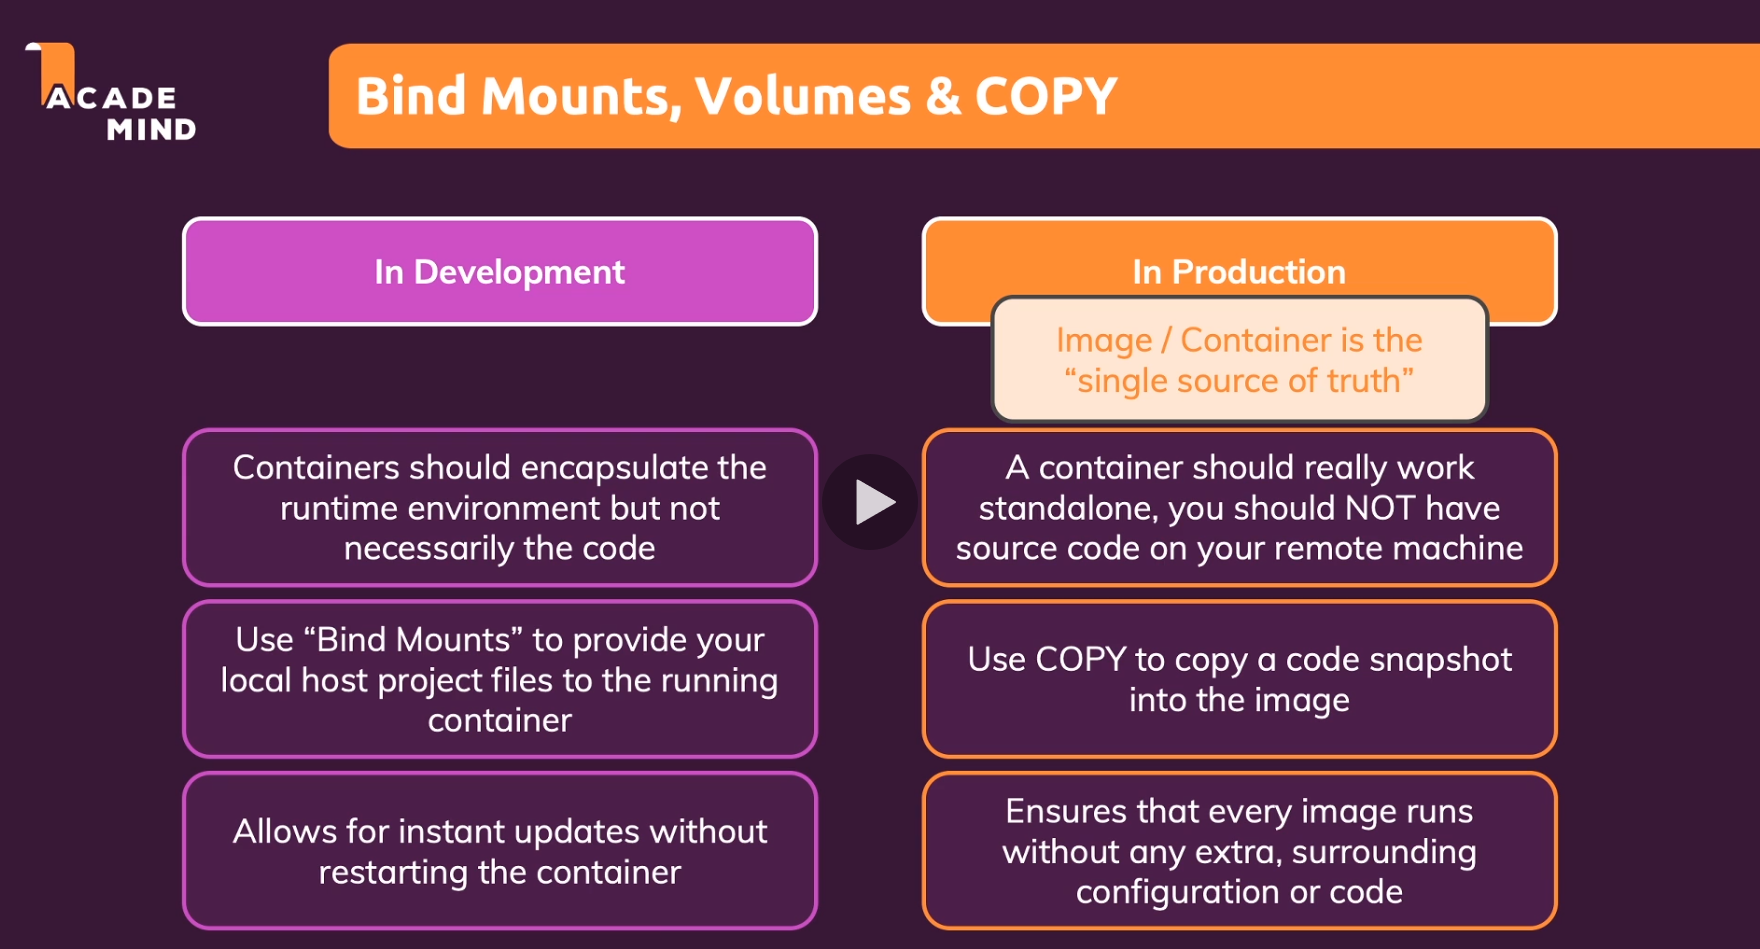 ACADE
MIND
Bind Mounts, Volumes & COPY
In Development
In Production
Image / Container is the
“single source of truth”
Containers should encapsulate the
runtime environment but not
necessarily the code
A container should really work
standalone, you should NOT have
source code on your remote machine
Use “Bind Mounts” to provide your
local host project files to the running
container
Use COPY to copy a code snapshot
into the image
Allows for instant updates without
restarting the container
Ensures that every image runs
without any extra, surrounding
configuration or code